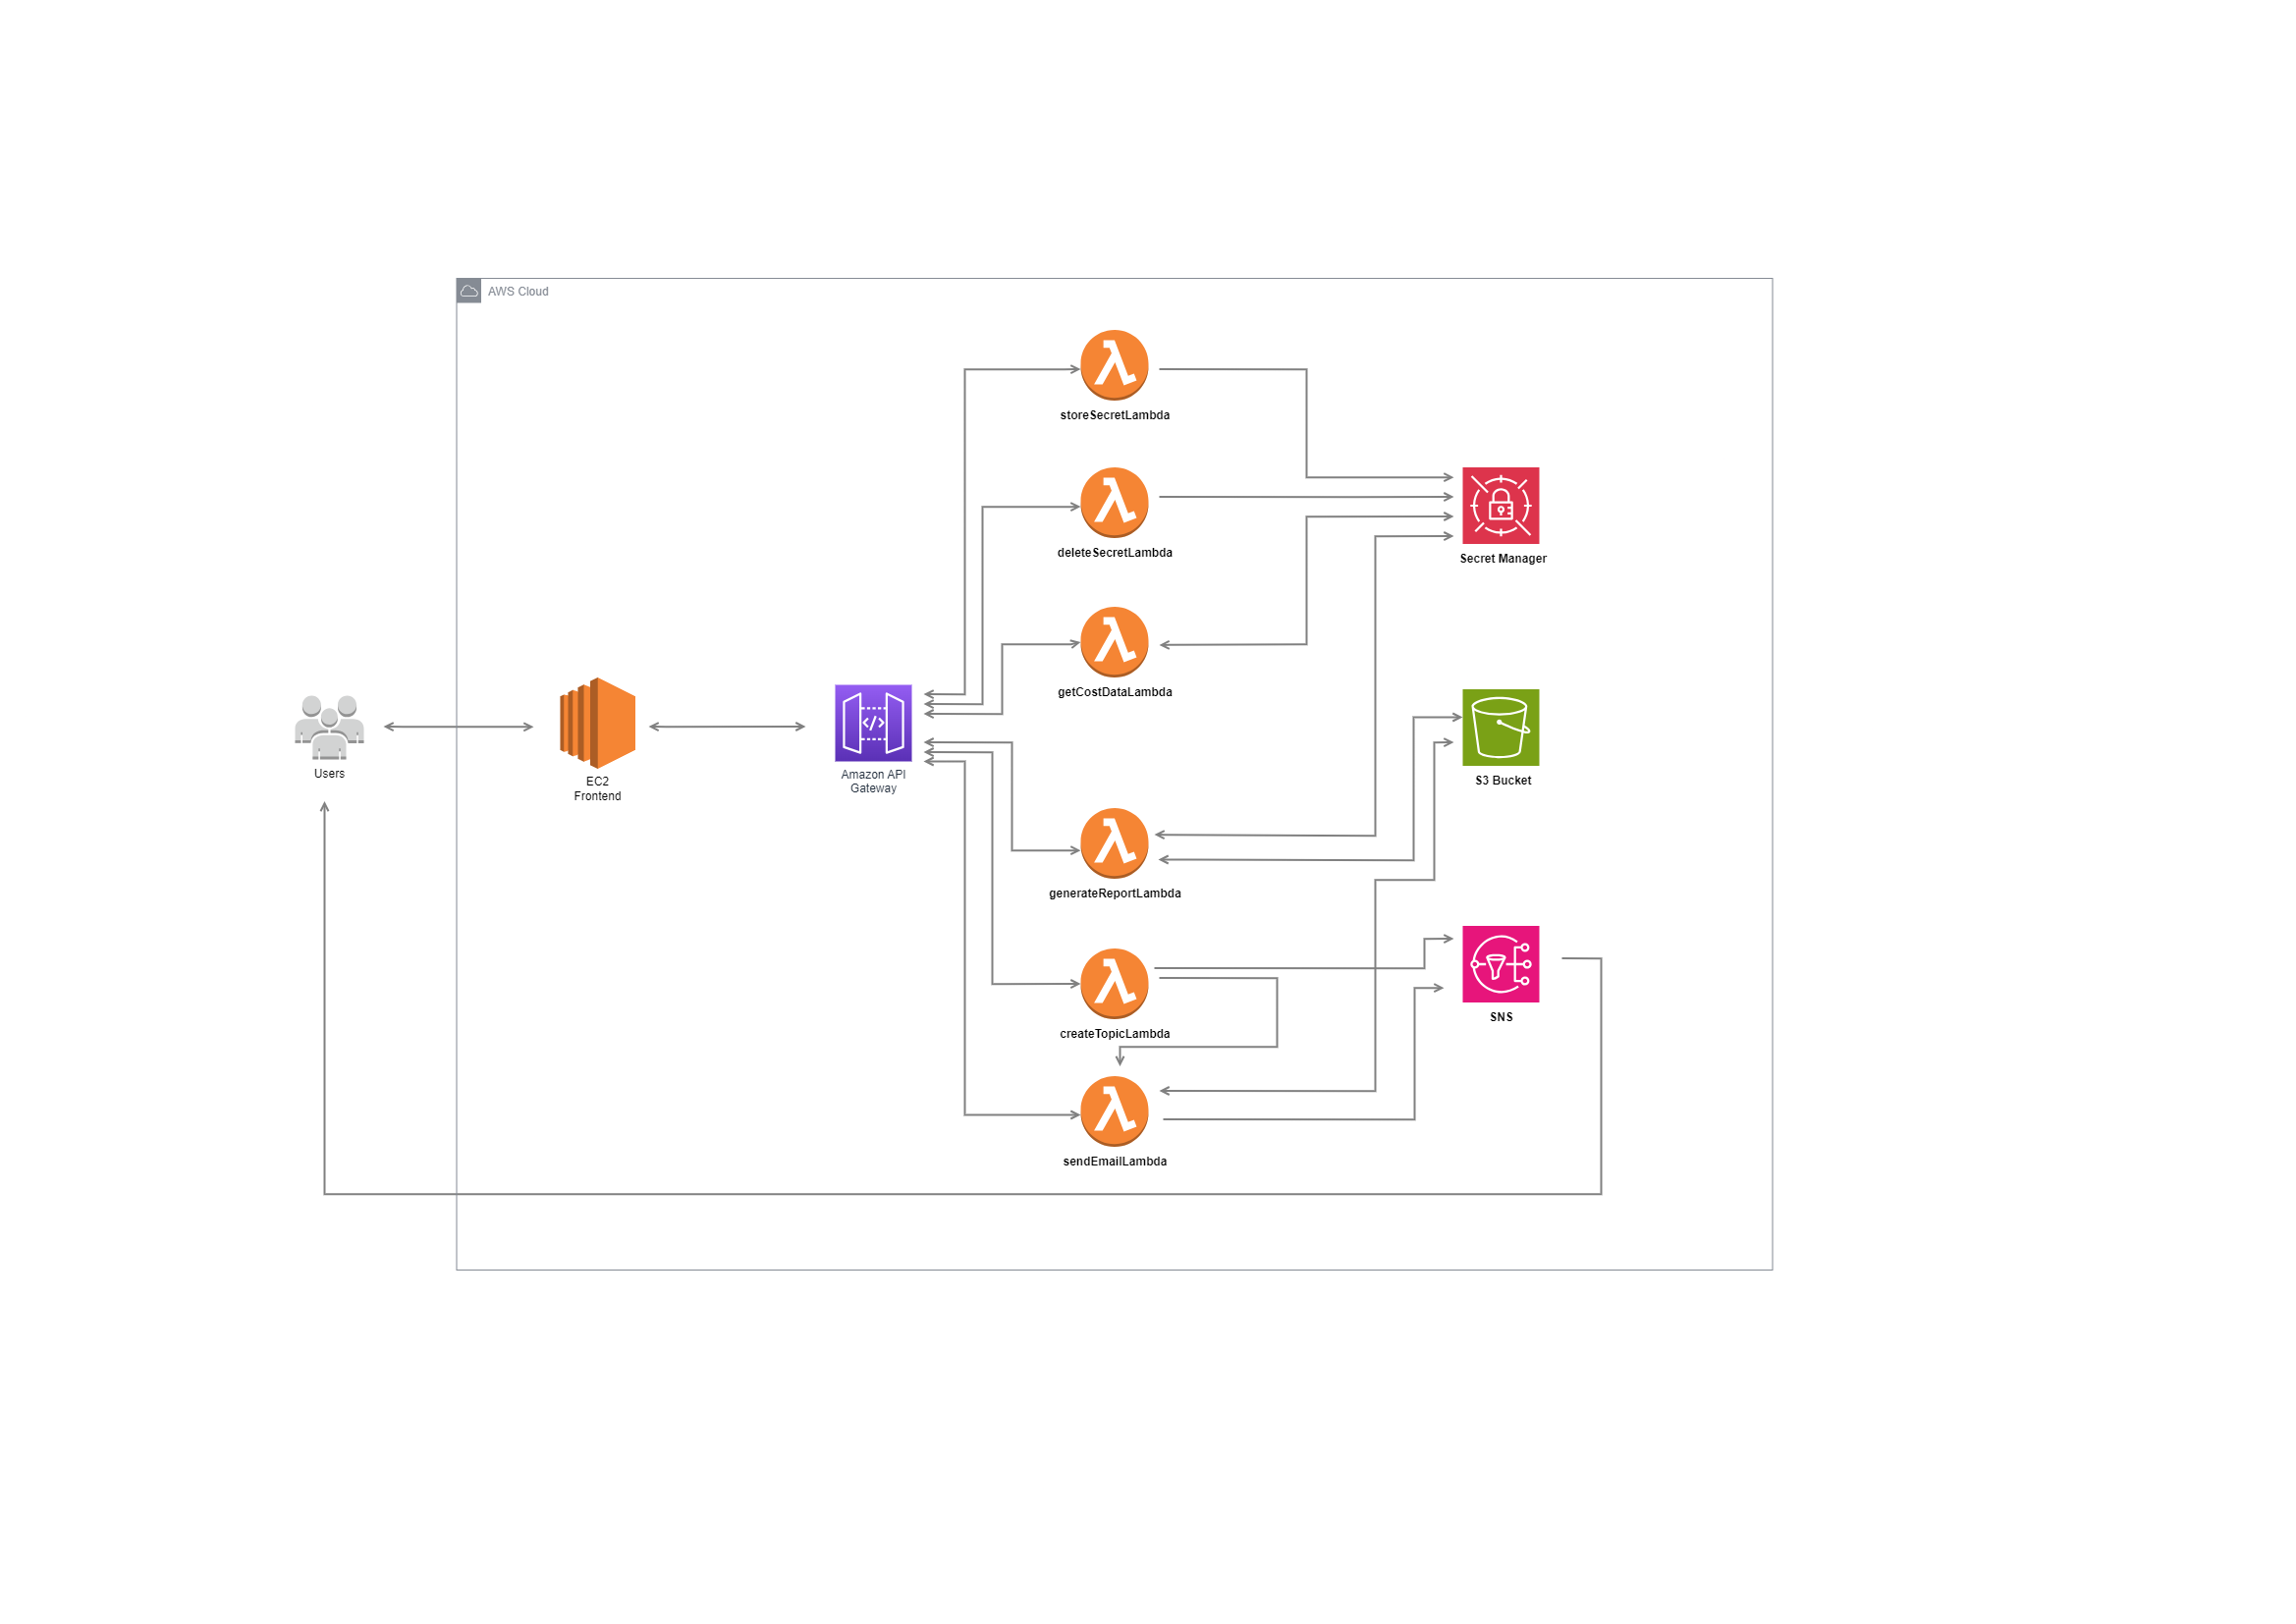 AWS Cloud
storeSecretLambda
deleteSecretLambda
Secret Manager
getCostDataLambda
Users
EC2
Frontend
Amazon API
Gateway
S3 Bucket
generateReportLambda
SNS
createTopicLambda
sendEmailLambda